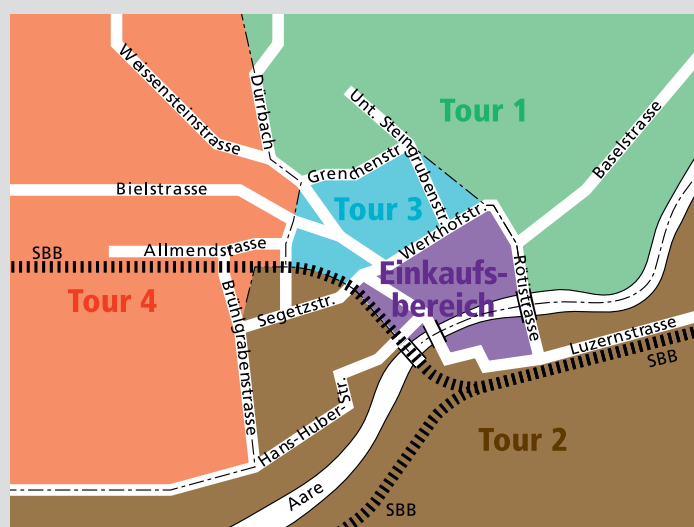 Weissensteinstrasse
Dürrbach
Unt. Steingrubenstr.
Tour 1
Baselstrasse
Grenchenstr.
Bielstrasse
Tour 3
Werkhofstr.
SBB
Allmendstrasse
Rötistrasse
Einkaufs-
bereich
Tour 4
Brühlgrabenstrasse
Segetzstr.
Luzernstrasse
SBB
Hans-Huber-Str.
Tour 2
Aare
SBB